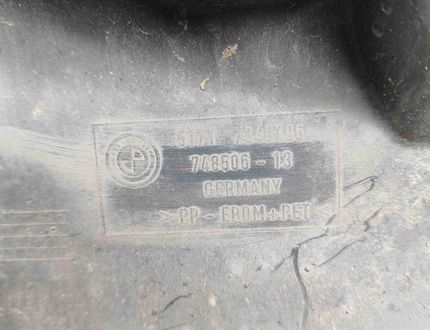 748506 - 13
GERMANY
> PP - EPDM+PET